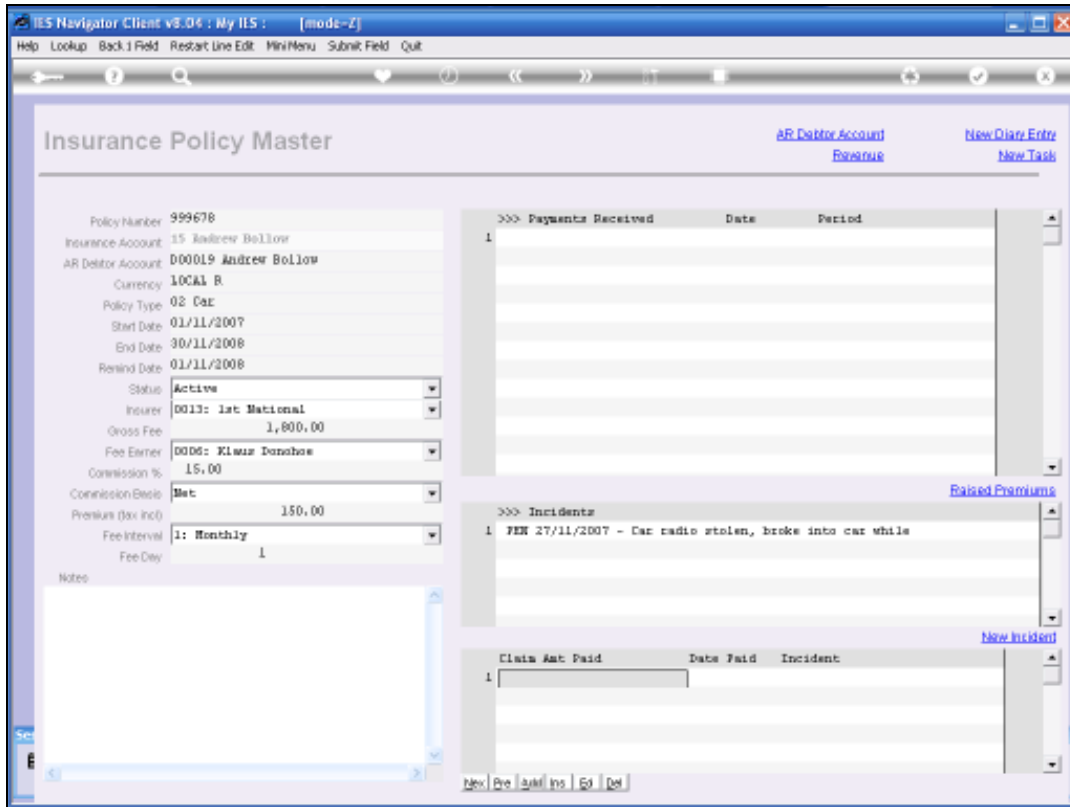 IES Navigator Client v8.04 : My IES : [mode=Z]
Help Lookup Back 1 Field Restart Line Edit MiniMenu Submit Field Quit
Insurance Policy Master
AR Debtor Account New Diary Entry
Revenue New Task
Policy Number 999678
Insurance Account 15 Andrew Bollow
AR Debtor Account D00019 Andrew Bollow
Currency LOCAL R
Policy Type 02 Car
Start Date 01/11/2007
End Date 30/11/2008
Remind Date 01/11/2008
Status Active
Insurer 0013: 1st National
Gross Fee 1,800.00
Fee Earner 0006: Klaus Donohoe
Commission % 15.00
Commission Basis Net
Premium (tax incl) 150.00
Fee Interval 1: Monthly
Fee Day 1
Notes
>>> Payments Received Date Period
1
Raised Premiums
>>> Incidents
1 PEN 27/11/2007 - Car radio stolen, broke into car while
New Incident
Claim Amt Paid Date Paid Incident
1
Nex Pre Add Ins Ed Del